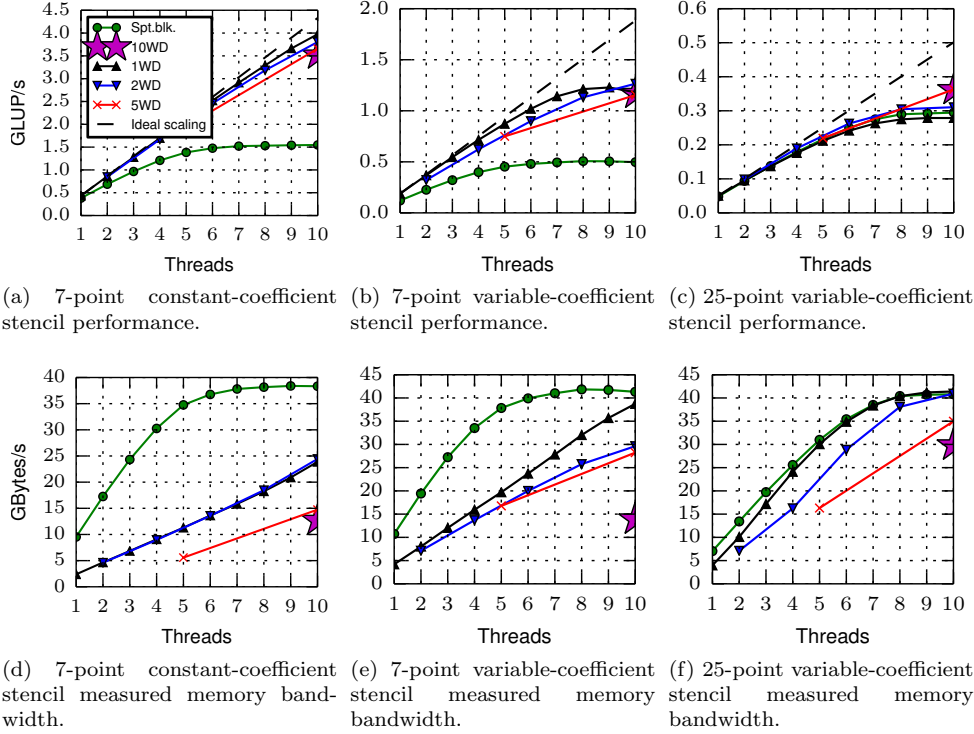 4.5
4.0
3.5
3.0
2.5
2.0
1.5
1.0
0.5
0.0
GLUP/s
Spt.blk.
10WD
1WD
2WD
5WD
Ideal scaling
1 2 3 4 5 6 7 8 9 10
Threads
2.0
1.5
1.0
0.5
0.0
1 2 3 4 5 6 7 8 9 10
Threads
0.6
0.5
0.4
0.3
0.2
0.1
0.0
1 2 3 4 5 6 7 8 9 10
Threads
(a) 7-point constant-coefficient
stencil performance.
(b) 7-point variable-coefficient
stencil performance.
(c) 25-point variable-coefficient
stencil performance.
40
35
30
25
20
15
10
5
0
GBytes/s
1 2 3 4 5 6 7 8 9 10
Threads
45
40
35
30
25
20
15
10
5
0
1 2 3 4 5 6 7 8 9 10
Threads
45
40
35
30
25
20
15
10
5
0
1 2 3 4 5 6 7 8 9 10
Threads
(d) 7-point constant-coefficient
stencil measured memory band-
width.
(e) 7-point variable-coefficient
stencil measured memory
bandwidth.
(f) 25-point variable-coefficient
stencil measured memory
bandwidth.